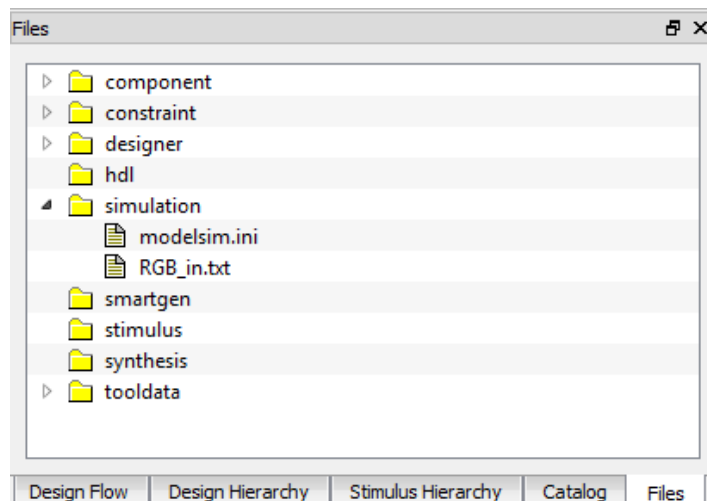 Files
component
constraint
designer
hdl
simulation
modelsim.ini
RGB_in.txt
smartgen
stimulus
synthesis
tooldata
Design Flow Design Hierarchy Stimulus Hierarchy Catalog Files